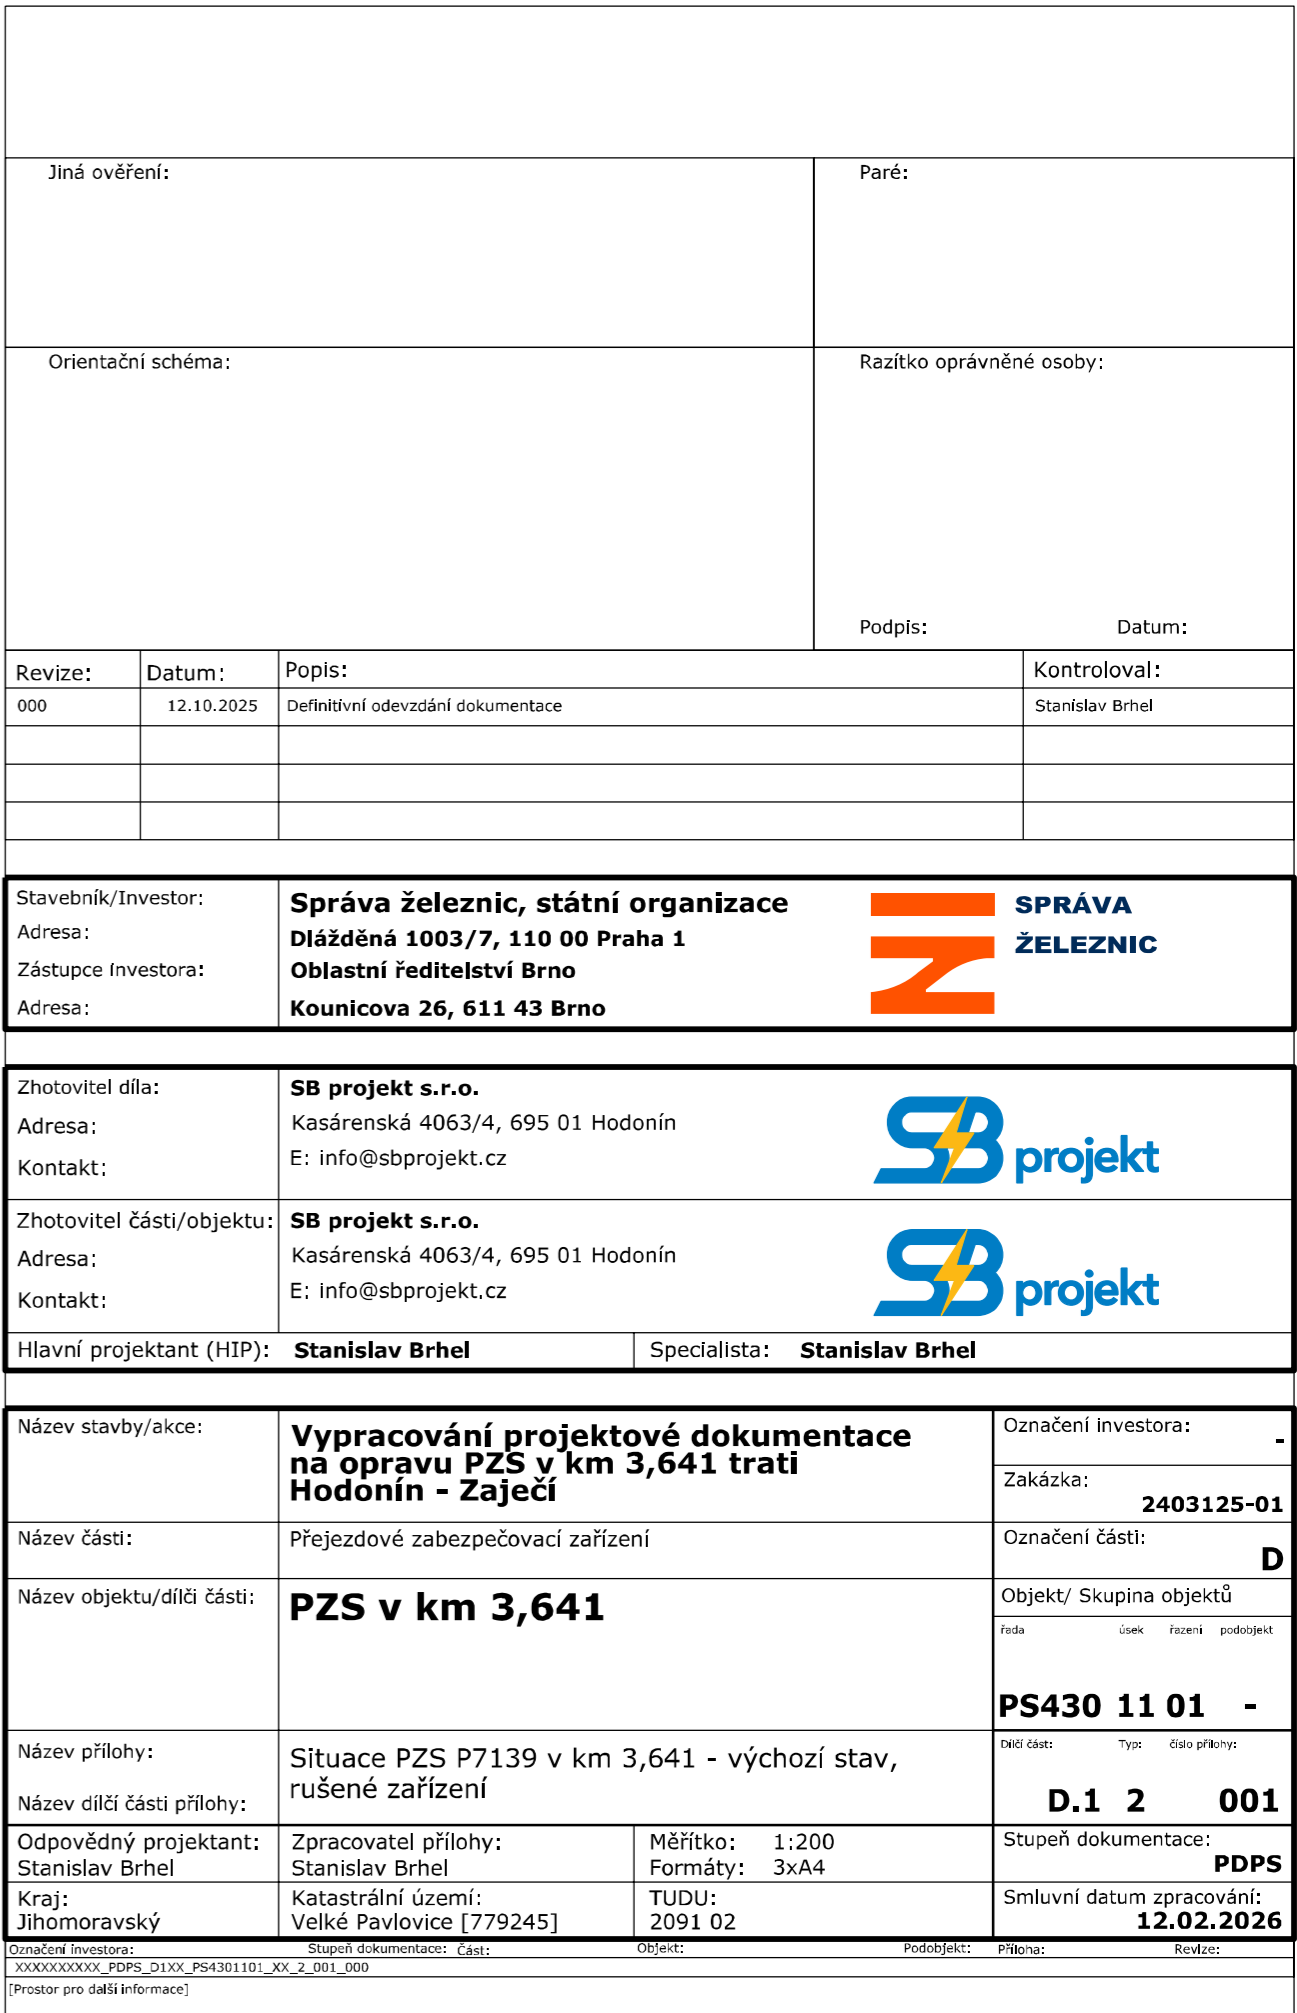 Jiná ověření:
Paré:
Orientační schéma:
Razítko oprávněné osoby:
Podpis:
Datum:
Revize:
Datum:
Popis:
Kontroloval:
000
12.10.2025
Definitivní odevzdání dokumentace
Stanislav Brhel
Stavebník/Investor:
Správa železnic, státní organizace
Adresa:
Dlážděná 1003/7, 110 00 Praha 1
Zástupce investora:
Oblastní ředitelství Brno
Adresa:
Kounicova 26, 611 43 Brno
SPRÁVA
ŽELEZNIC
Zhotovitel díla:
SB projekt s.r.o.
Adresa:
Kasárenská 4063/4, 695 01 Hodonín
Kontakt:
E: info@sbprojekt.cz
SB projekt
Zhotovitel části/objektu:
SB projekt s.r.o.
Adresa:
Kasárenská 4063/4, 695 01 Hodonín
Kontakt:
E: info@sbprojekt.cz
SB projekt
Hlavní projektant (HIP):
Stanislav Brhel
Specialista:
Stanislav Brhel
Název stavby/akce:
Vypracování projektové dokumentace
na opravu PZS v km 3,641 trati
Hodonín - Zaječí
Označení investora:
-
Zakázka:
2403125-01
Název části:
Přejezdové zabezpečovací zařízení
Označení části:
D
Název objektu/dílči části:
PZS v km 3,641
Objekt/ Skupina objektů
řada úsek řazení podobjekt
PS430 11 01 -
Název přílohy:
Situace PZS P7139 v km 3,641 - výchozí stav,
rušené zařízení
Název dílčí části přílohy:
Dílčí část: Typ: číslo přílohy:
D.1 2 001
Odpovědný projektant:
Stanislav Brhel
Zpracovatel přílohy:
Stanislav Brhel
Měřítko: 1:200
Formáty: 3xA4
Stupeň dokumentace:
PDPS
Kraj:
Jihomoravský
Katastrální území:
Velké Pavlovice [779245]
TUDU:
2091 02
Smluvní datum zpracování:
12.02.2026
Označení investora: Stupeň dokumentace: Část: Objekt: Podobjekt: Příloha: Revize:
XXXXXXXXXX_PDPS_D1XX_PS4301101_XX_2_001_000
[Prostor pro další informace]